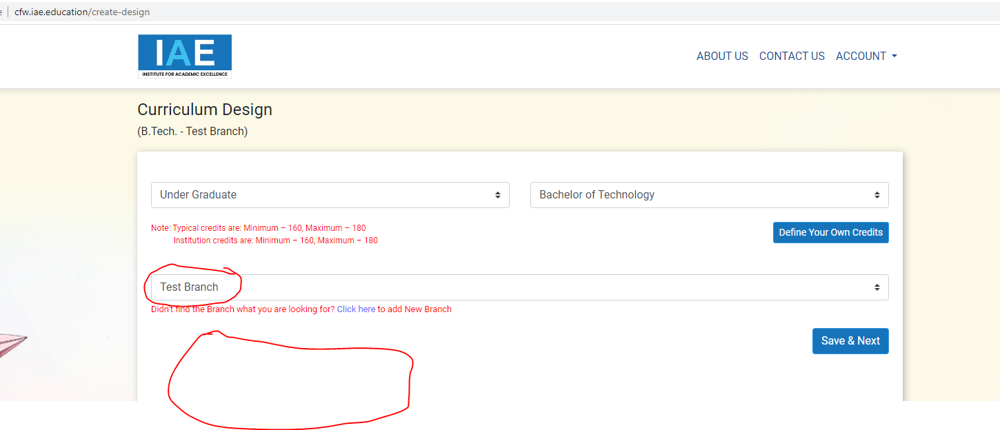 cfw.iae.education/create-design
IAE
INSTITUTE FOR ACADEMIC EXCELLENCE
ABOUT US CONTACT US ACCOUNT
Curriculum Design
(B.Tech. - Test Branch)
Under Graduate Bachelor of Technology
Note: Typical credits are: Minimum – 160, Maximum – 180
Institution credits are: Minimum – 160, Maximum – 180
Define Your Own Credits
Test Branch
Didn't find the Branch what you are looking for? Click here to add New Branch
Save & Next